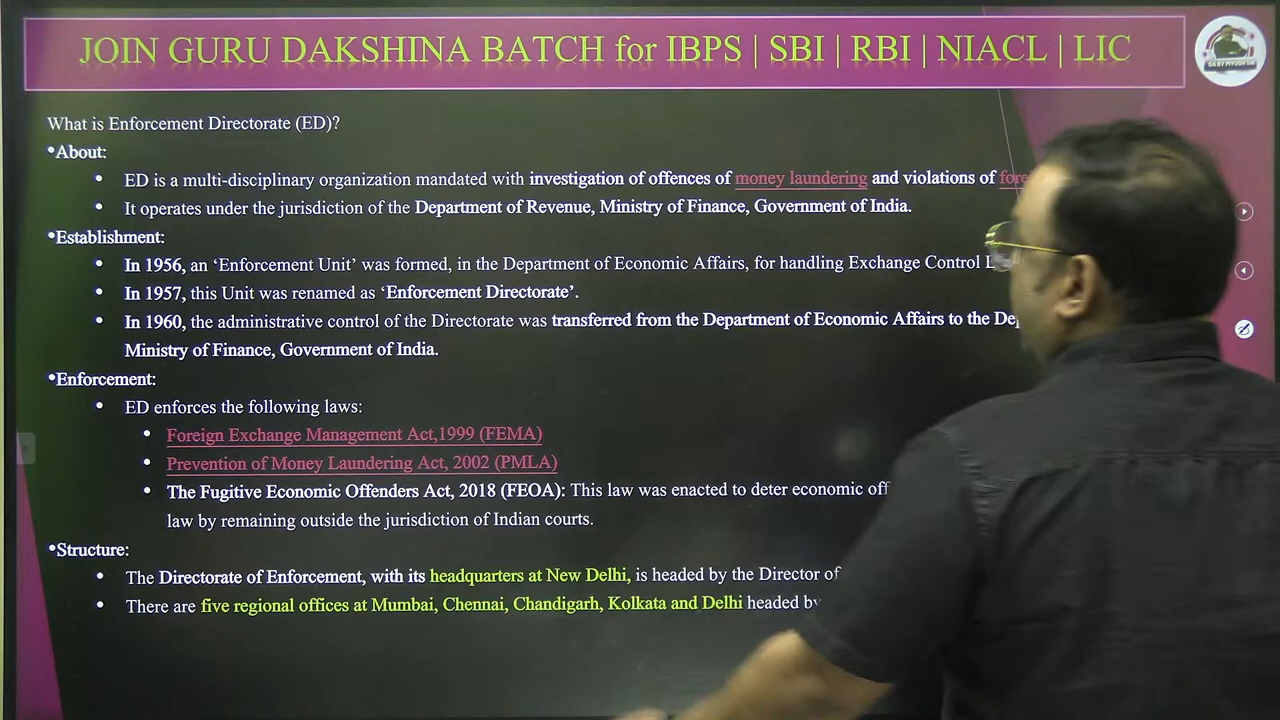 JOIN GURU DAKSHINA BATCH for IBPS | SBI | RBI | NIACL | LIC
What is Enforcement Directorate (ED)?
•About:
• ED is a multi-disciplinary organization mandated with investigation of offences of money laundering and violations of
• It operates under the jurisdiction of the Department of Revenue, Ministry of Finance, Government of India.
•Establishment:
• In 1956, an ‘Enforcement Unit’ was formed, in the Department of Economic Affairs, for handling Exchange Control
• In 1957, this Unit was renamed as ‘Enforcement Directorate’.
• In 1960, the administrative control of the Directorate was transferred from the Department of Economic Affairs to the
Ministry of Finance, Government of India.
•Enforcement:
• ED enforces the following laws:
• Foreign Exchange Management Act,1999 (FEMA)
• Prevention of Money Laundering Act, 2002 (PMLA)
• The Fugitive Economic Offenders Act, 2018 (FEOA): This law was enacted to deter economic
law by remaining outside the jurisdiction of Indian courts.
•Structure:
• The Directorate of Enforcement, with its headquarters at New Delhi, is headed by the Director of
• There are five regional offices at Mumbai, Chennai, Chandigarh, Kolkata and Delhi headed by